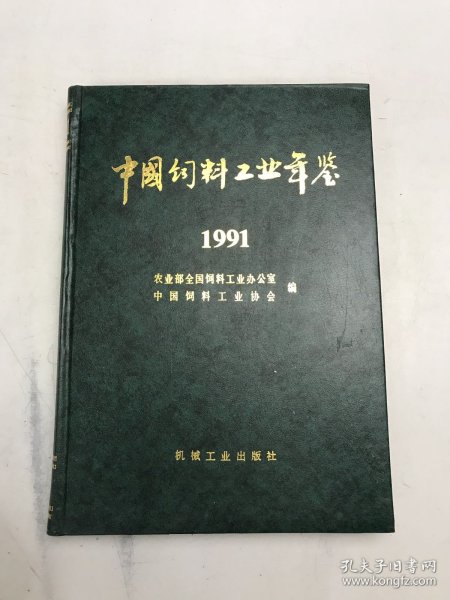 中國饲料工业年鉴
1991
农业部全国饲料工业办公室
中国饲料工业协会
编
机械工业出版社
孔夫子旧书网
www.kongfz.com